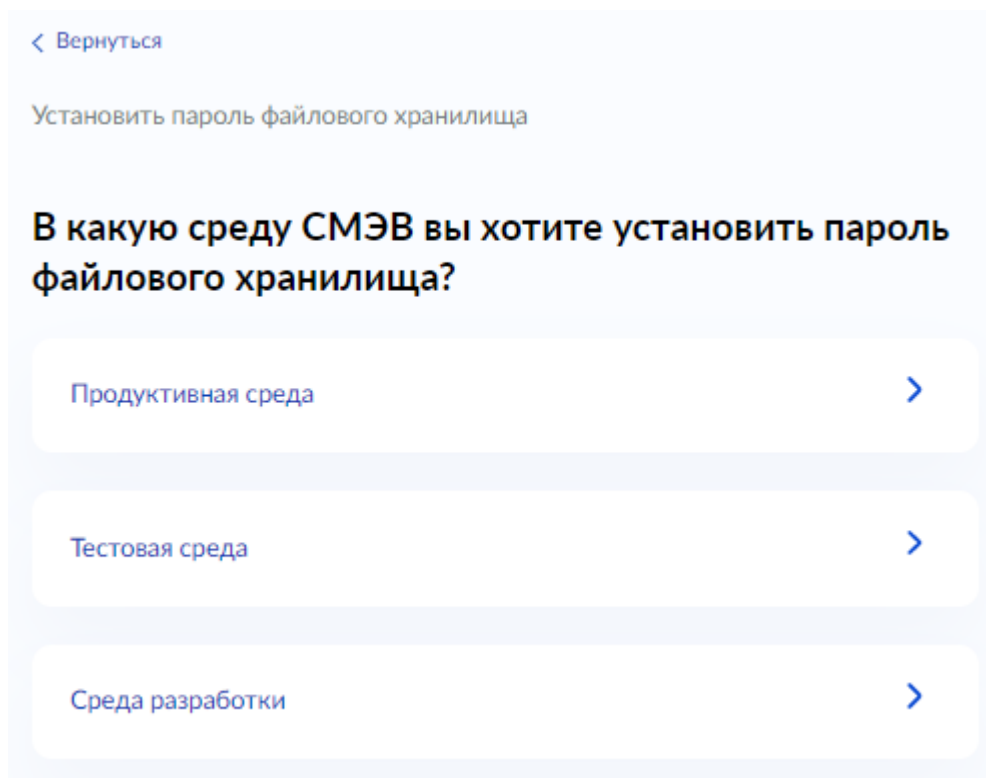 Вернуться
Установить пароль файлового хранилища
В какую среду СМЭВ вы хотите установить пароль
файлового хранилища?
Продуктивная среда
Тестовая среда
Среда разработки